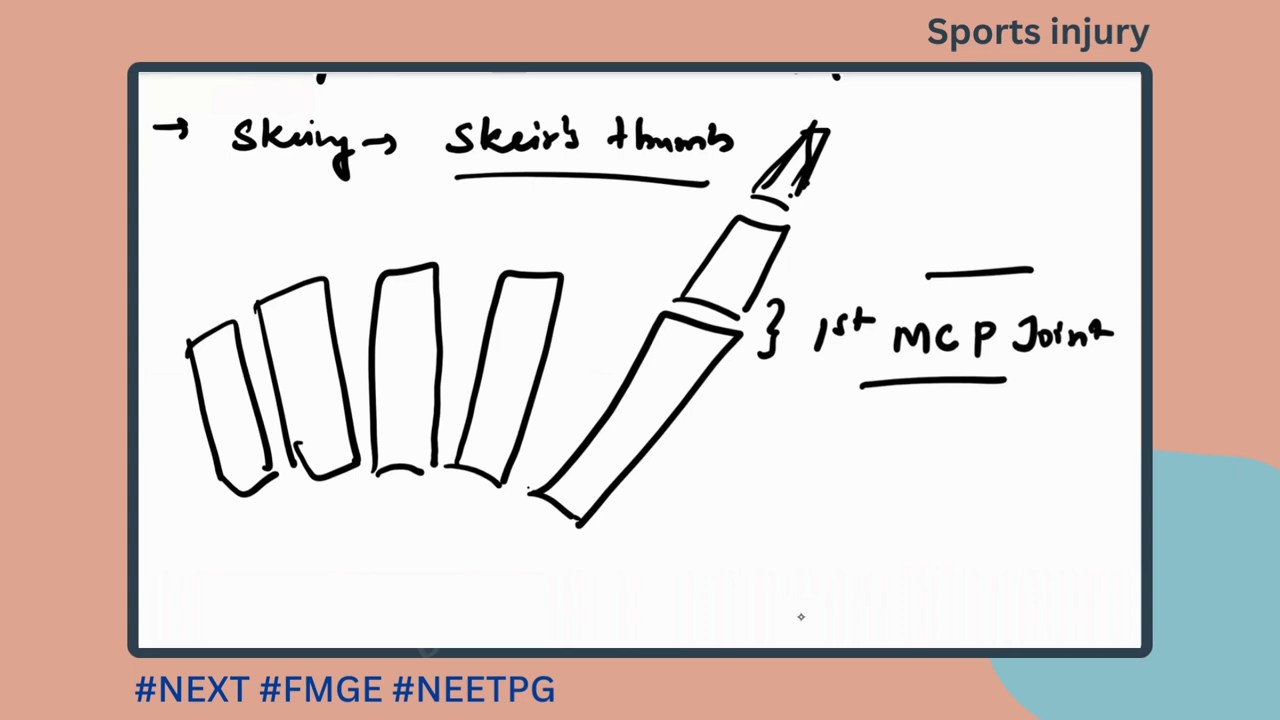 Sports injury
→ Skiing → Skeir's thumb
} 1st MCP Joint
#NEXT #FMGE #NEETPG